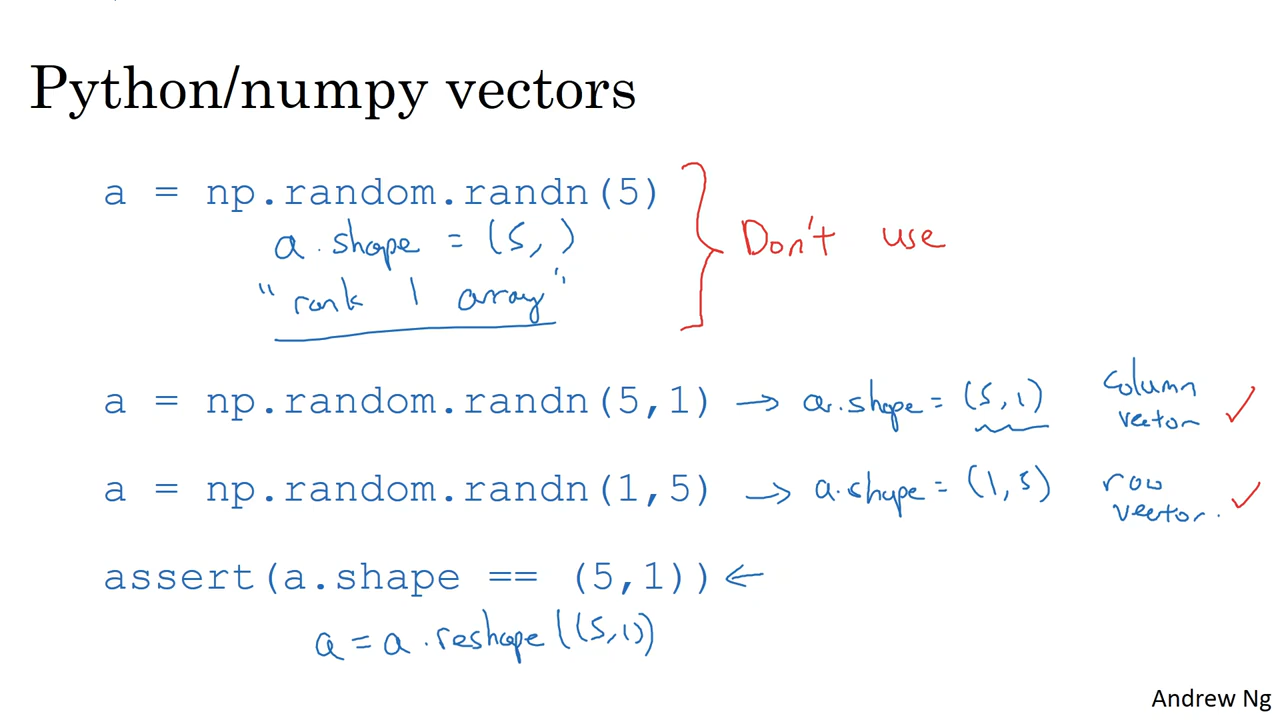 Python/numpy vectors
a = np.random.randn(5)
a.shape = (5, )
"rank 1 array"
Don't use
a = np.random.randn(5,1) → a.shape = (5,1) column vector ✓
a = np.random.randn(1,5) → a.shape = (1,5) row vector. ✓
assert(a.shape == (5,1)) ←
a = a.reshape((5,1))
Andrew Ng